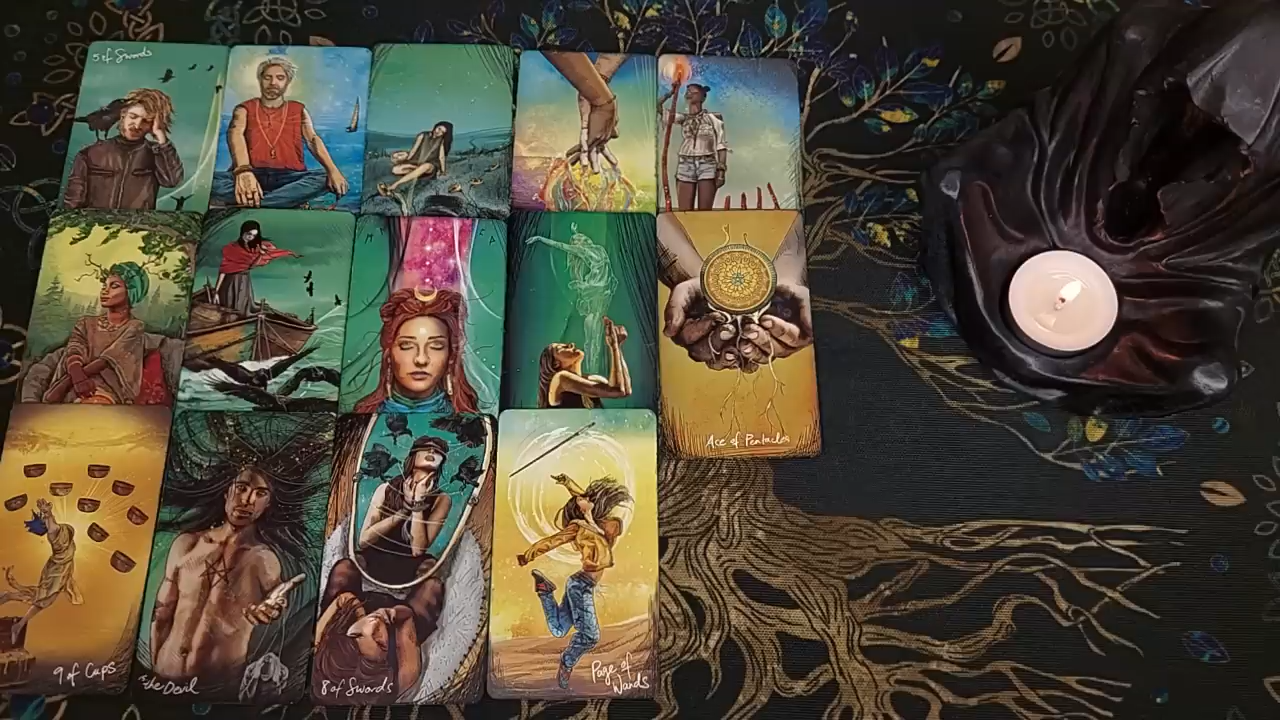 5 of Swords
Ace of Pentacles
9 of Cups
the Devil
8 of Swords
Page of
Wands